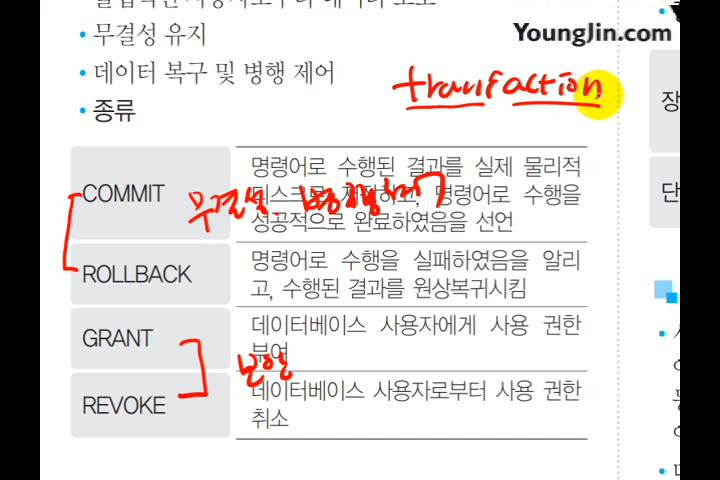 YoungJin.com
• 무결성 유지
• 데이터 복구 및 병행 제어
• 종류
tranfaction
COMMIT
명령어로 수행된 결과를 실제 물리적
디스크로 저장하고, 명령어로 수행을
성공적으로 완료하였음을 선언
무결성. 병행제어
ROLLBACK
명령어로 수행을 실패하였음을 알리
고, 수행된 결과를 원상복귀시킴
GRANT
데이터베이스 사용자에게 사용 권한
부여
보안
REVOKE
데이터베이스 사용자로부터 사용 권한
취소
장
단